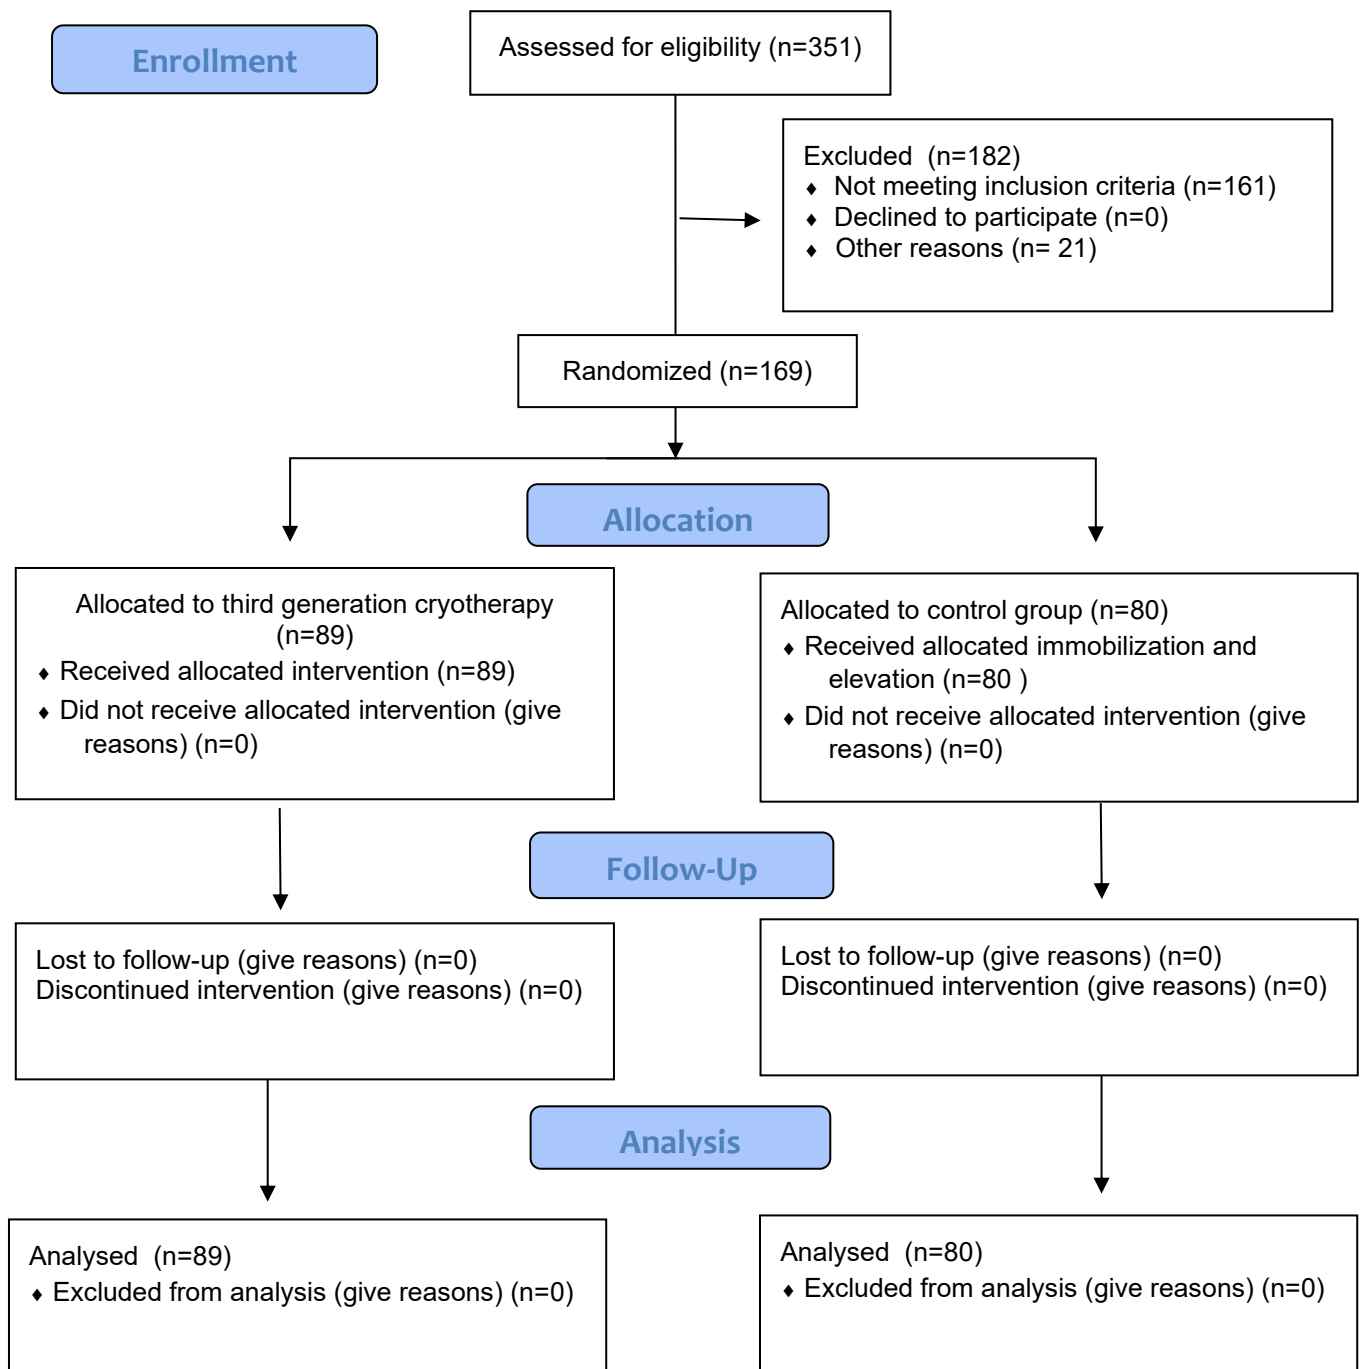 Enrollment
Assessed for eligibility (n=351)
Excluded (n=182)
♦ Not meeting inclusion criteria (n=161)
♦ Declined to participate (n=0)
♦ Other reasons (n= 21)
Randomized (n=169)
Allocation
Allocated to third generation cryotherapy
(n=89)
♦ Received allocated intervention (n=89)
♦ Did not receive allocated intervention (give
reasons) (n=0)
Allocated to control group (n=80)
♦ Received allocated immobilization and
elevation (n=80 )
♦ Did not receive allocated intervention (give
reasons) (n=0)
Follow-Up
Lost to follow-up (give reasons) (n=0)
Discontinued intervention (give reasons) (n=0)
Lost to follow-up (give reasons) (n=0)
Discontinued intervention (give reasons) (n=0)
Analysis
Analysed (n=89)
♦ Excluded from analysis (give reasons) (n=0)
Analysed (n=80)
♦ Excluded from analysis (give reasons) (n=0)